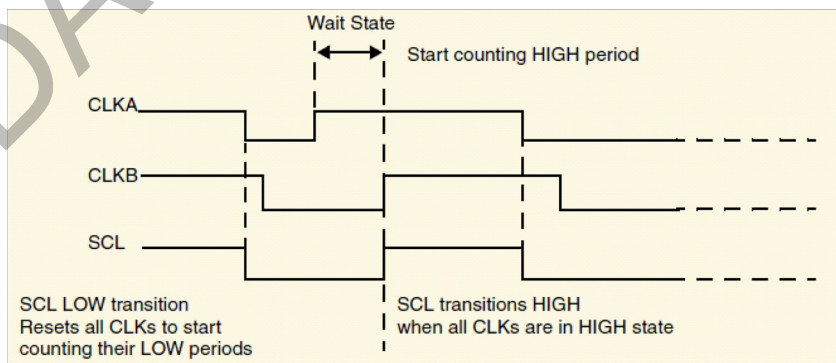 Wait State
Start counting HIGH period
CLKA
CLKB
SCL
SCL LOW transition
Resets all CLKs to start
counting their LOW periods
SCL transitions HIGH
when all CLKs are in HIGH state